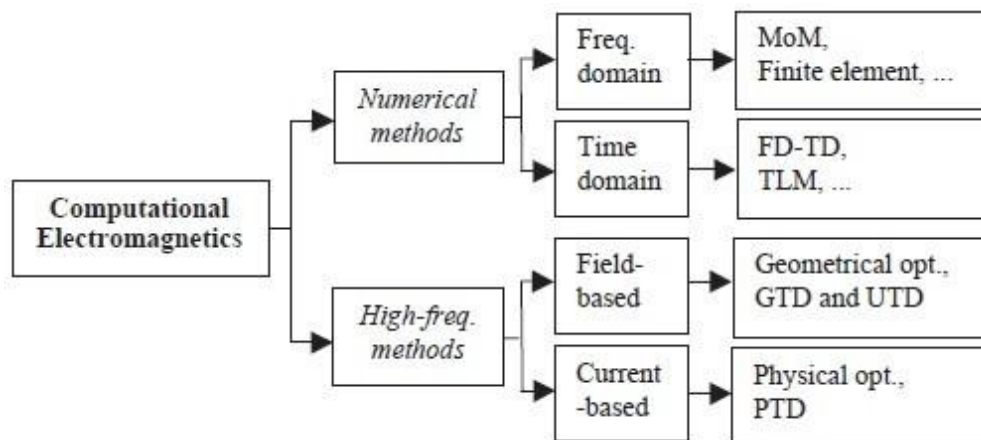 Computational
Electromagnetics
Numerical
methods
Freq.
domain
MoM,
Finite element, ...
Time
domain
FD-TD,
TLM, ...
High-freq.
methods
Field-
based
Geometrical opt.,
GTD and UTD
Current
-based
Physical opt.,
PTD